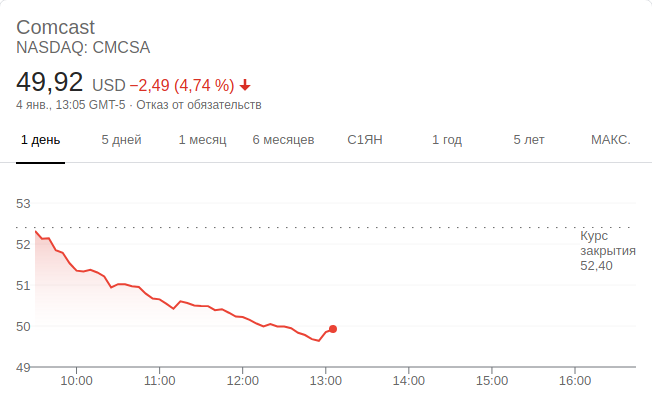 Comcast
NASDAQ: CMCSA
49,92 USD −2,49 (4,74 %)
4 янв., 13:05 GMT-5 · Отказ от обязательств
1 день 5 дней 1 месяц 6 месяцев С1ЯН 1 год 5 лет МАКС.
53
52
51
50
49
Курс
закрытия
52,40
10:00 11:00 12:00 13:00 14:00 15:00 16:00